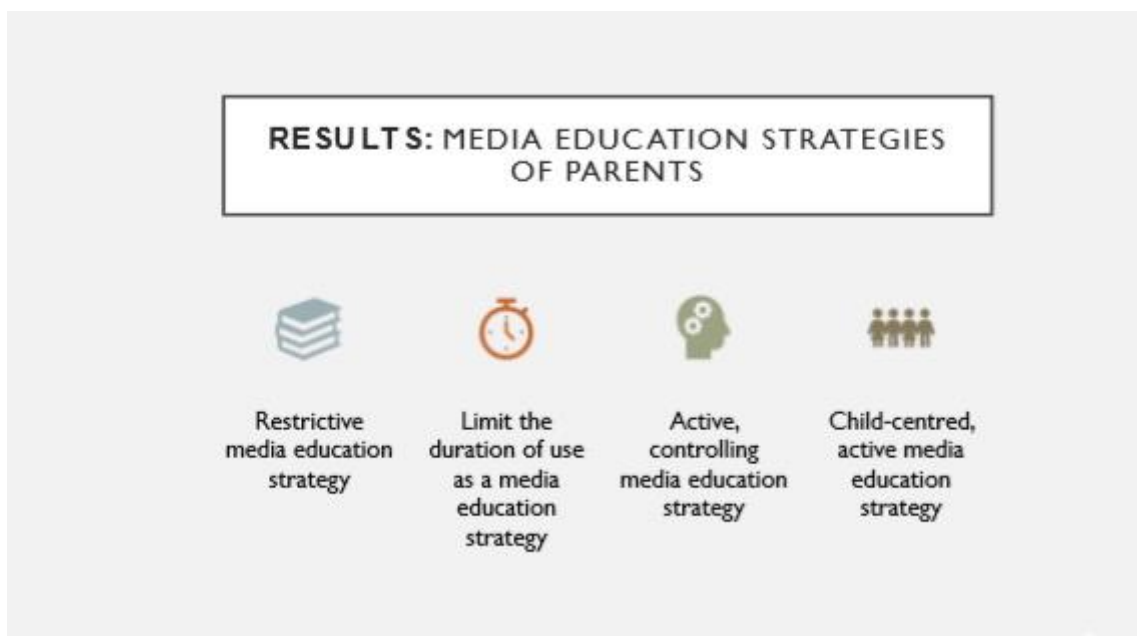 RESULTS: MEDIA EDUCATION STRATEGIES
OF PARENTS
Restrictive
media education
strategy
Limit the
duration of use
as a media
education
strategy
Active,
controlling
media education
strategy
Child-centred,
active media
education
strategy